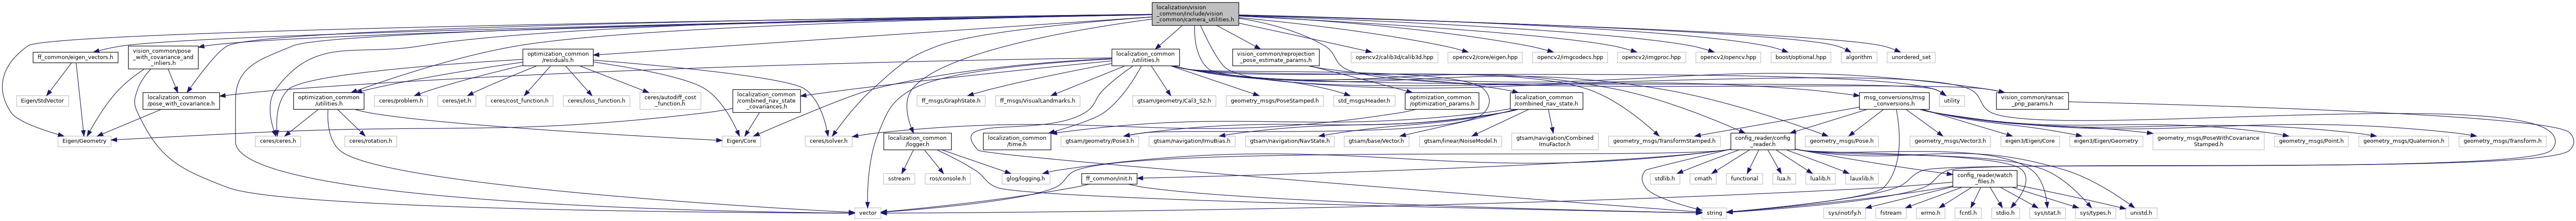 localization/vision
_common/include/vision
_common/camera_utilities.h
ff_common/eigen_vectors.h
vision_common/pose
_with_covariance_and
_inliers.h
optimization_common
/residuals.h
localization_common
/utilities.h
vision_common/reprojection
_pose_estimate_params.h
opencv2/calib3d/calib3d.hpp
opencv2/core/eigen.hpp
opencv2/imgcodecs.hpp
opencv2/imgproc.hpp
opencv2/opencv.hpp
boost/optional.hpp
algorithm
unordered_set
Eigen/StdVector
localization_common
/pose_with_covariance.h
optimization_common
/utilities.h
ceres/problem.h
ceres/jet.h
ceres/cost_function.h
ceres/loss_function.h
ceres/autodiff_cost
_function.h
localization_common
/combined_nav_state
_covariances.h
ff_msgs/GraphState.h
ff_msgs/VisualLandmarks.h
gtsam/geometry/Cal3_S2.h
geometry_msgs/PoseStamped.h
std_msgs/Header.h
optimization_common
/optimization_params.h
localization_common
/combined_nav_state.h
msg_conversions/msg
_conversions.h
utility
vision_common/ransac
_pnp_params.h
Eigen/Geometry
ceres/ceres.h
ceres/rotation.h
Eigen/Core
ceres/solver.h
localization_common
/logger.h
localization_common
/time.h
gtsam/geometry/Pose3.h
gtsam/navigation/ImuBias.h
gtsam/navigation/NavState.h
gtsam/base/Vector.h
gtsam/linear/NoiseModel.h
gtsam/navigation/Combined
ImuFactor.h
geometry_msgs/TransformStamped.h
config_reader/config
_reader.h
geometry_msgs/Pose.h
geometry_msgs/Vector3.h
eigen3/Eigen/Core
eigen3/Eigen/Geometry
geometry_msgs/PoseWithCovariance
Stamped.h
geometry_msgs/Point.h
geometry_msgs/Quaternion.h
geometry_msgs/Transform.h
sstream
ros/console.h
glog/logging.h
ff_common/init.h
stdlib.h
cmath
functional
lua.h
lualib.h
lauxlib.h
config_reader/watch
_files.h
vector
string
sys/inotify.h
fstream
errno.h
fcntl.h
stdio.h
sys/stat.h
sys/types.h
unistd.h